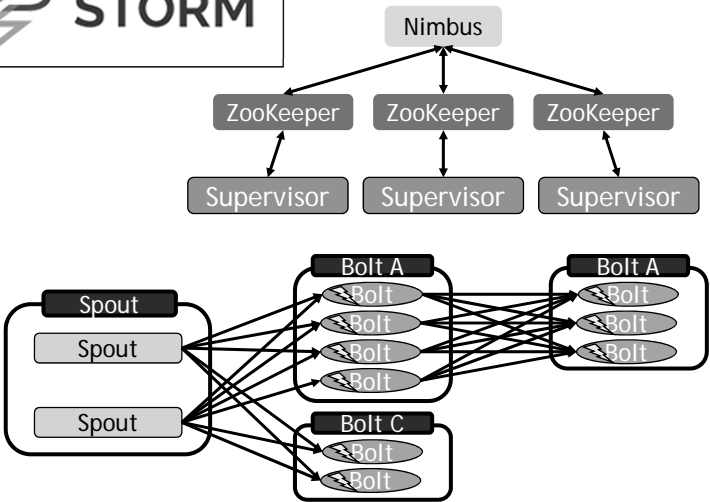 STORM
Nimbus
ZooKeeper ZooKeeper ZooKeeper
Supervisor Supervisor Supervisor
Spout
Spout
Spout
Bolt A
Bolt
Bolt
Bolt
Bolt
Bolt A
Bolt
Bolt
Bolt
Bolt C
Bolt
Bolt